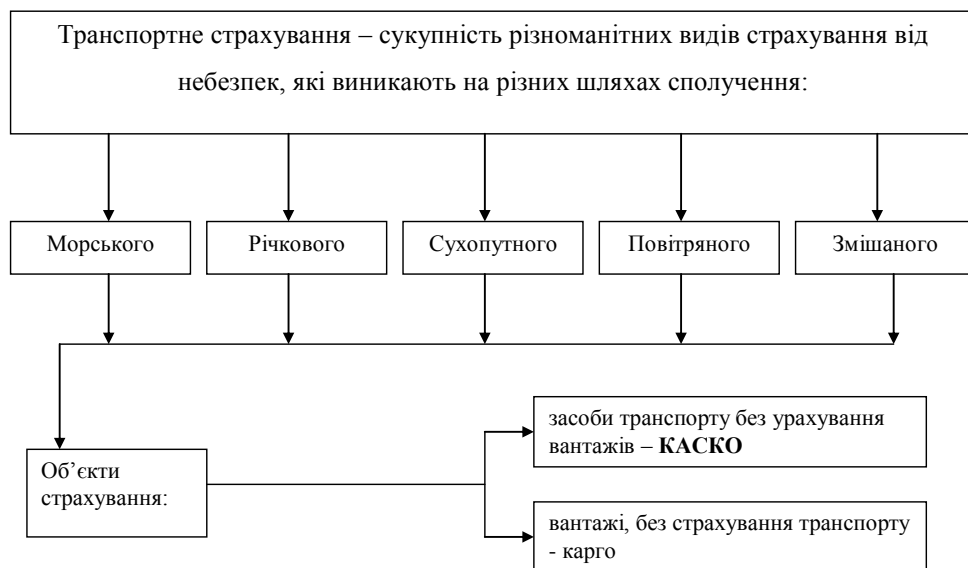 Транспортне страхування – сукупність різноманітних видів страхування від
небезпек, які виникають на різних шляхах сполучення:
Морського
Річкового
Сухопутного
Повітряного
Змішаного
засоби транспорту без урахування
вантажів – КАСКО
Об’єкти
страхування:
вантажі, без страхування транспорту
- карго